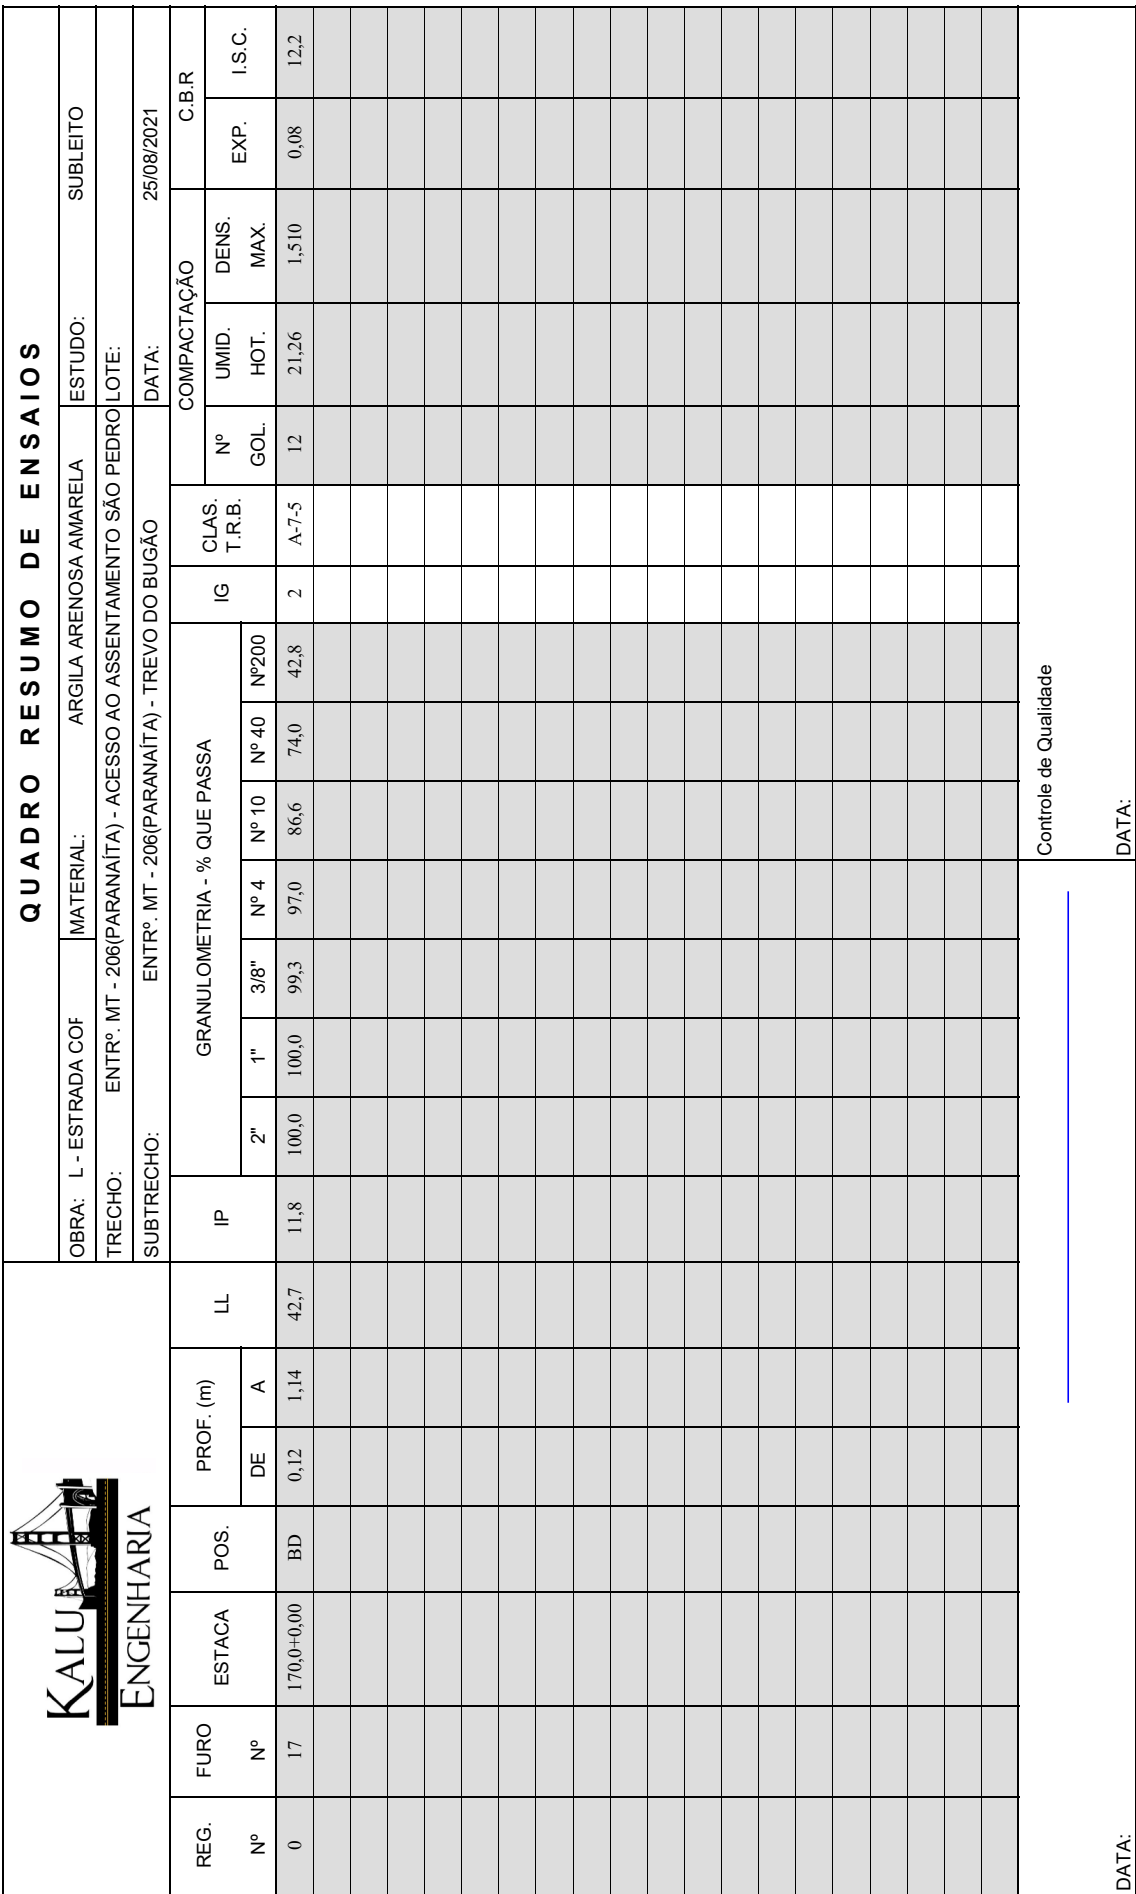 KALU
ENGENHARIA
QUADRO RESUMO DE ENSAIOS
OBRA: L - ESTRADA COF MATERIAL: ARGILA ARENOSA AMARELA ESTUDO: SUBLEITO
TRECHO: ENTRº. MT - 206(PARANAÍTA) - ACESSO AO ASSENTAMENTO SÃO PEDRO LOTE:
SUBTRECHO: ENTRº. MT - 206(PARANAÍTA) - TREVO DO BUGÃO DATA: 25/08/2021
REG. FURO ESTACA POS. PROF. (m) LL IP GRANULOMETRIA - % QUE PASSA IG CLAS. T.R.B. COMPACTAÇÃO C.B.R
Nº Nº DE A 2" 1" 3/8" Nº 4 Nº 10 Nº 40 Nº200 Nº GOL. UMID. HOT. DENS. MAX. EXP. I.S.C.
0 17 170,0+0,00 BD 0,12 1,14 42,7 11,8 100,0 100,0 99,3 97,0 86,6 74,0 42,8 2 A-7-5 12 21,26 1,510 0,08 12,2
Controle de Qualidade
DATA: DATA: